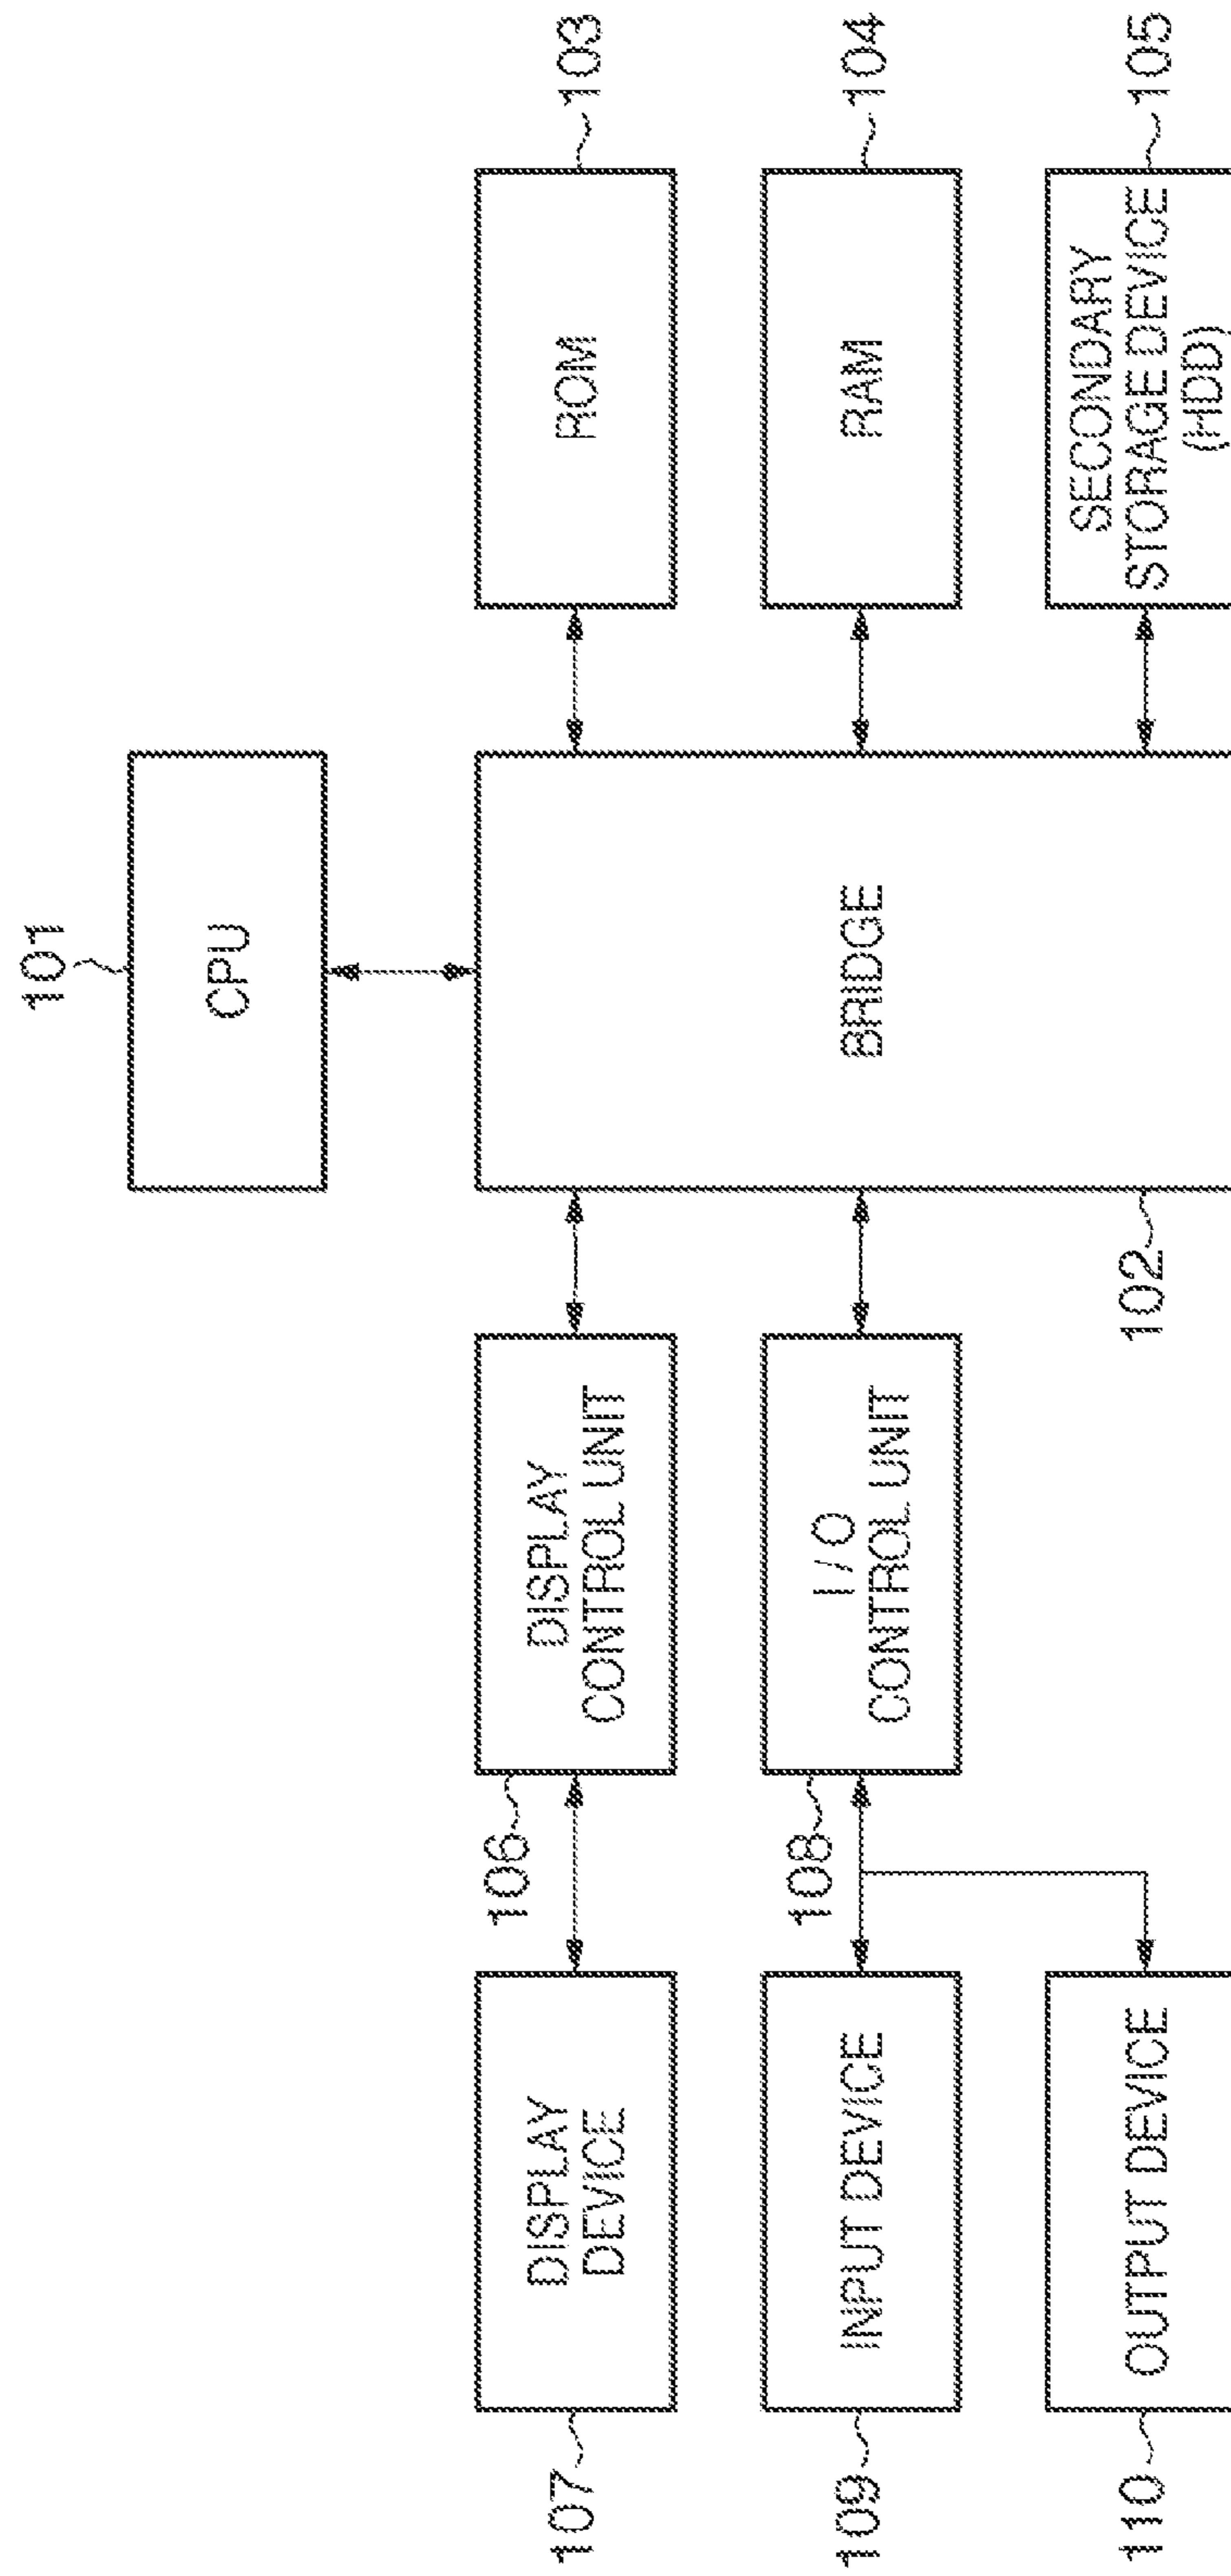 101
CPU
107
DISPLAY
DEVICE
106
DISPLAY
CONTROL UNIT
BRIDGE
ROM
103
109
INPUT DEVICE
108
I / O
CONTROL UNIT
RAM
104
110
OUTPUT DEVICE
102
SECONDARY
STORAGE DEVICE
(HDD)
105